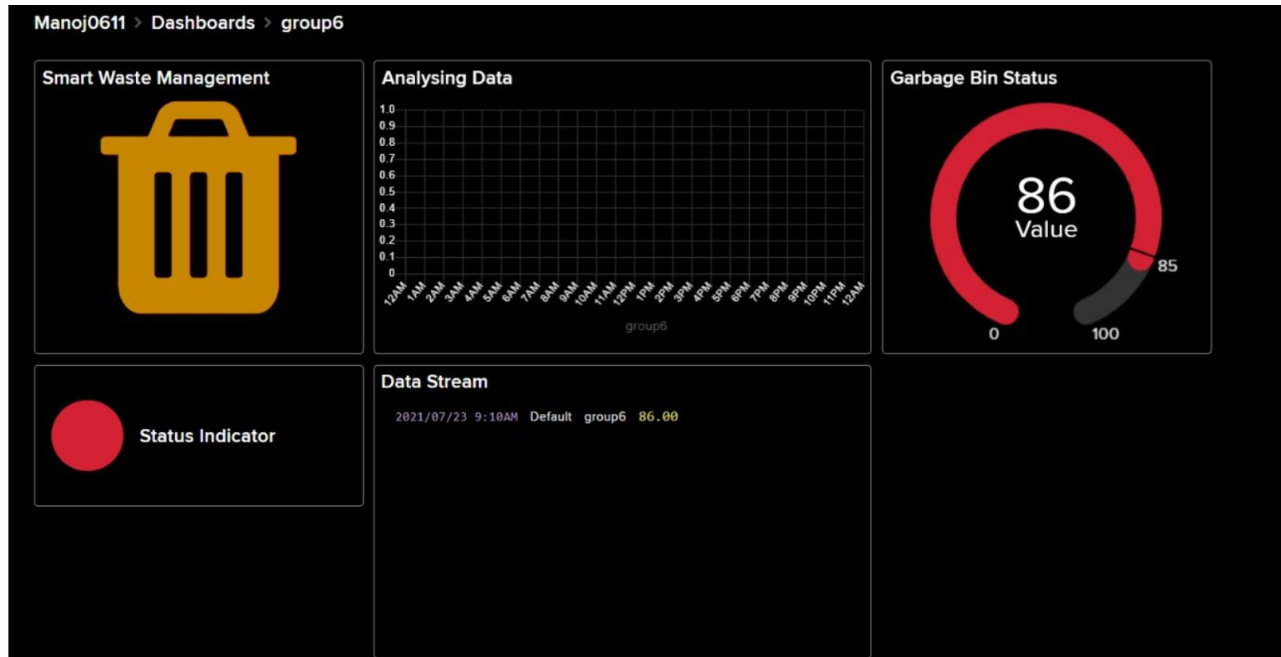 Manoj0611 > Dashboards > group6
Smart Waste Management
Analysing Data
1.0
0.9
0.8
0.7
0.6
0.5
0.4
0.3
0.2
0.1
0
12AM 1AM 2AM 3AM 4AM 5AM 6AM 7AM 8AM 9AM 10AM 11AM 12PM 1PM 2PM 3PM 4PM 5PM 6PM 7PM 8PM 9PM 10PM 11PM 12AM
group6
Garbage Bin Status
86
Value
85
0 100
Status Indicator
Data Stream
2021/07/23 9:10AM Default group6 86.00